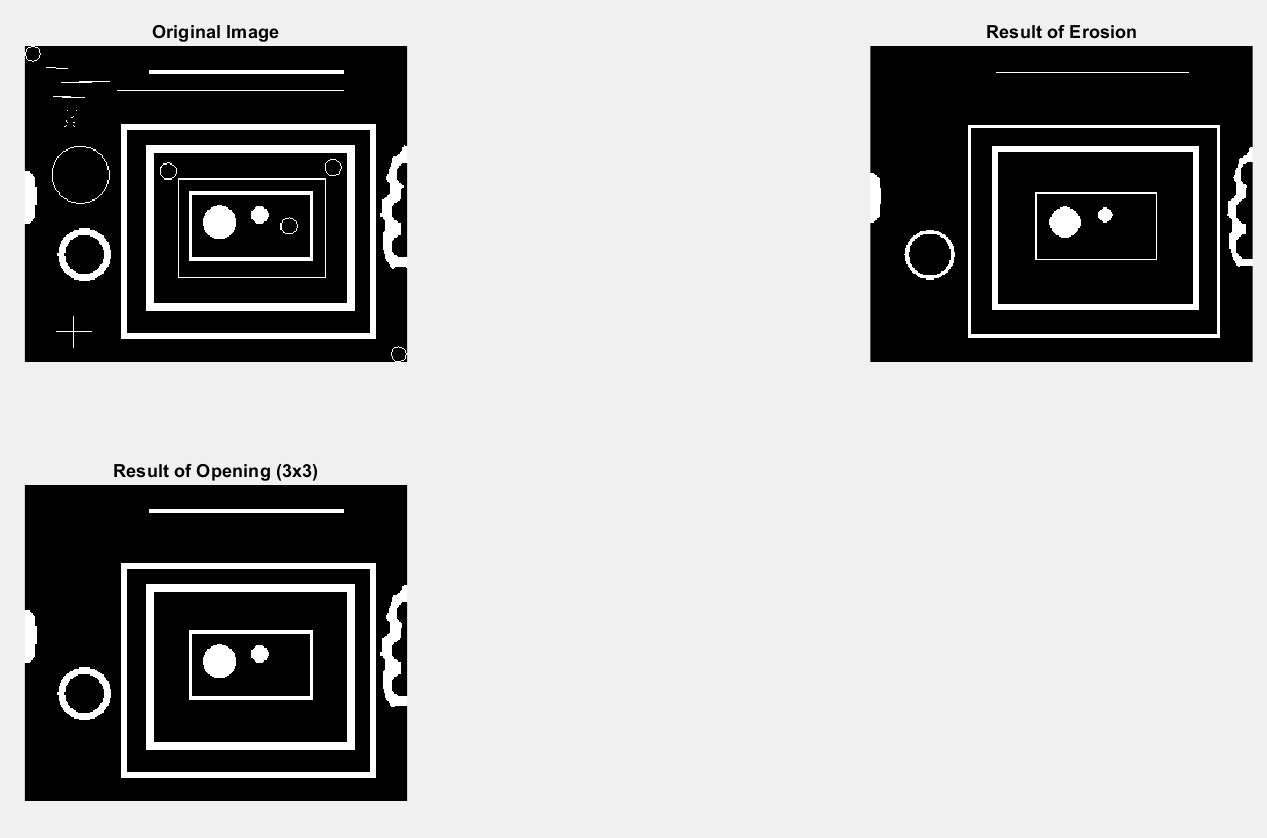 Original Image
Result of Erosion
Result of Opening (3x3)